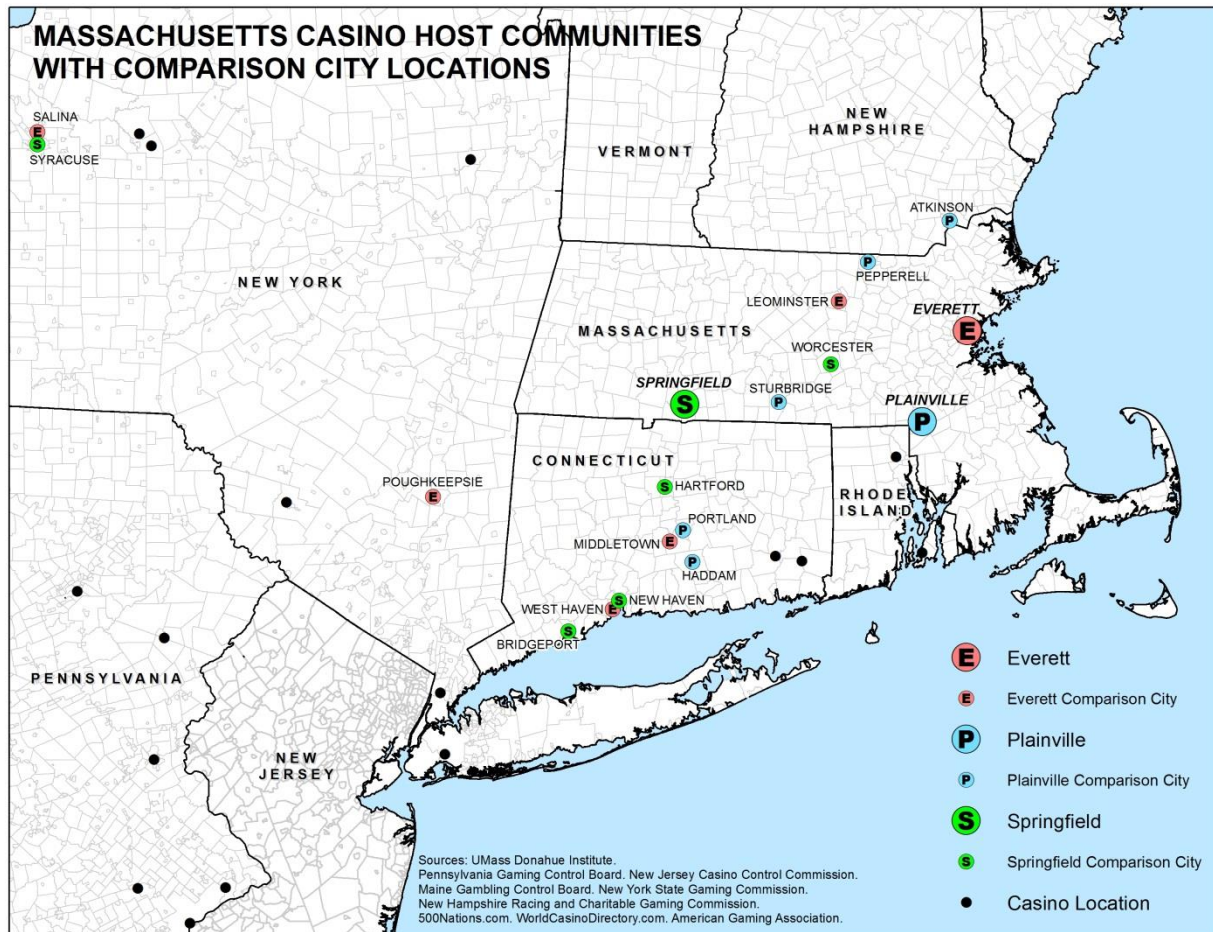 MASSACHUSETTS CASINO HOST COMMUNITIES
WITH COMPARISON CITY LOCATIONS
SALINA
E
S
SYRACUSE
NEW
HAMPSHIRE
VERMONT
ATKINSON
P
NEW YORK
P
PEPPERELL
LEOMINSTER E
EVERETT
E
MASSACHUSETTS
WORCESTER
S
SPRINGFIELD
S
STURBRIDGE
P
PLAINVILLE
P
CONNECTICUT
POUGHKEEPSIE
E
S HARTFORD
RHODE
ISLAND
PORTLAND
P
MIDDLETOWN E
P
HADDAM
S NEW HAVEN
WEST HAVEN E
S
BRIDGEPORT
PENNSYLVANIA
NEW
JERSEY
E Everett
E Everett Comparison City
P Plainville
P Plainville Comparison City
S Springfield
S Springfield Comparison City
Casino Location
Sources: UMass Donahue Institute.
Pennsylvania Gaming Control Board. New Jersey Casino Control Commission.
Maine Gambling Control Board. New York State Gaming Commission.
New Hampshire Racing and Charitable Gaming Commission.
500Nations.com. WorldCasinoDirectory.com. American Gaming Association.